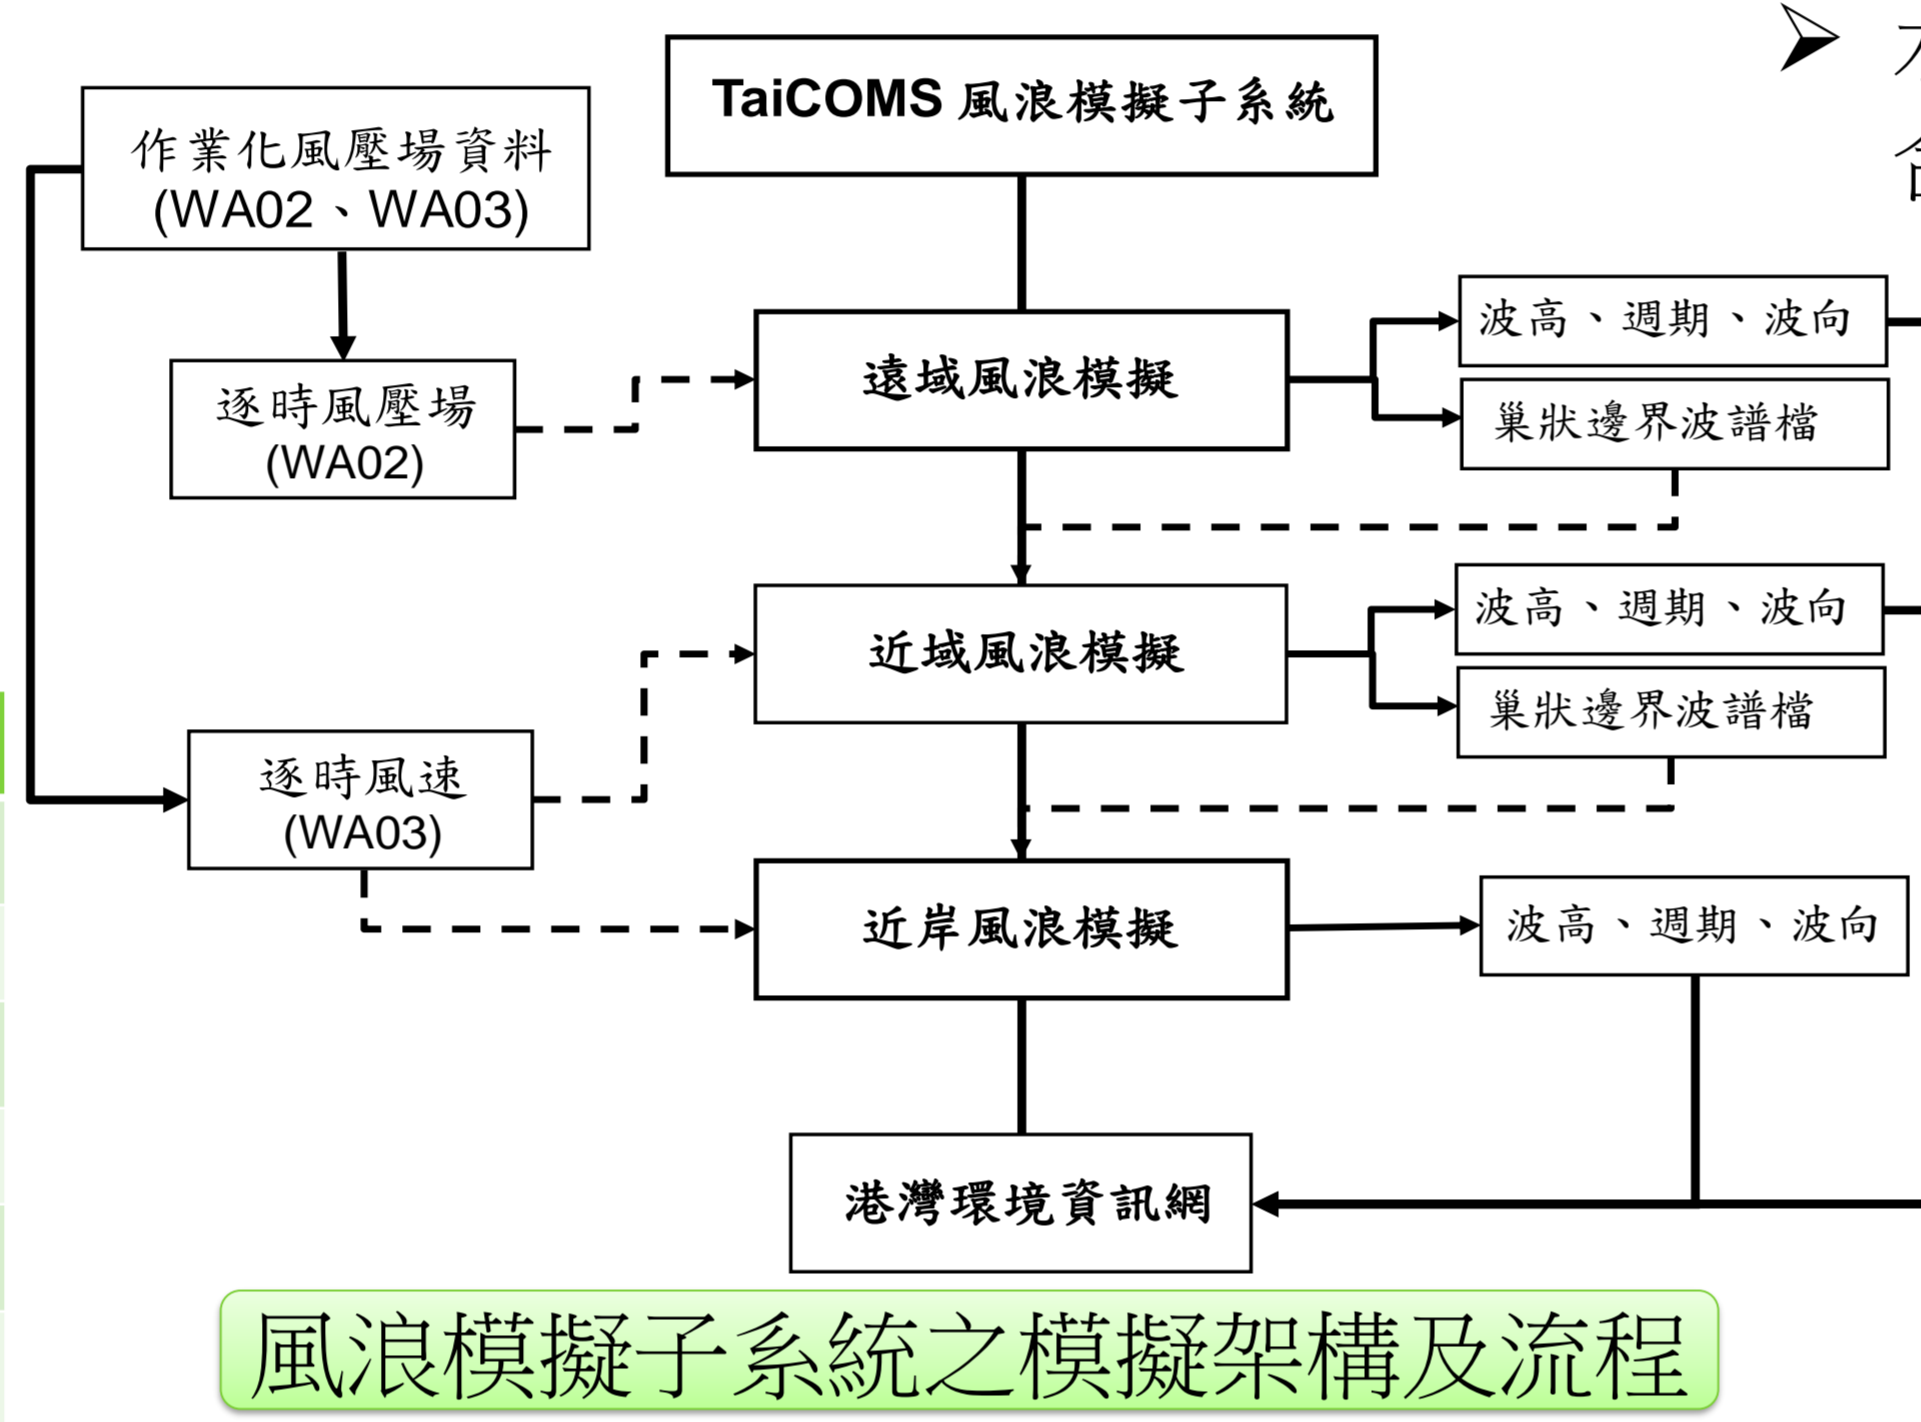 TaiCOMS 風浪模擬子系統
作業化風壓場資料
(WA02、WA03)
波高、週期、波向
遠域風浪模擬
逐時風壓場
(WA02)
巢狀邊界波譜檔
波高、週期、波向
近域風浪模擬
巢狀邊界波譜檔
逐時風速
(WA03)
近岸風浪模擬
波高、週期、波向
港灣環境資訊網
風浪模擬子系統之模擬架構及流程